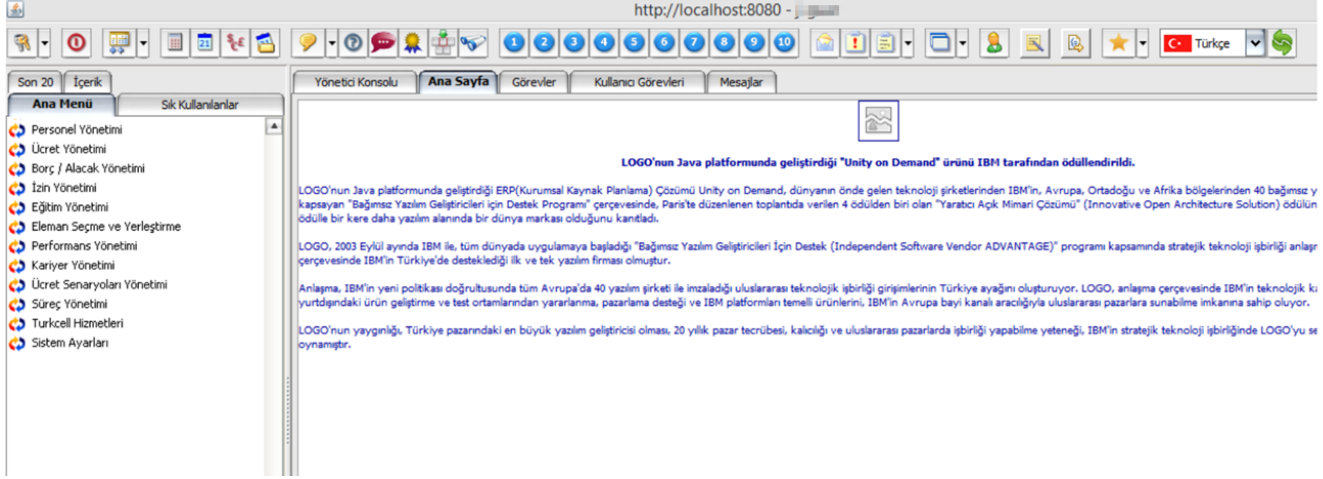 http://localhost:8080 -
21
1 2 3 4 5 6 7 8 9 10
Türkçe
Son 20 İçerik
Ana Menü Sık Kullanılanlar
Personel Yönetimi
Ücret Yönetimi
Borç / Alacak Yönetimi
İzin Yönetimi
Eğitim Yönetimi
Eleman Seçme ve Yerleştirme
Performans Yönetimi
Kariyer Yönetimi
Ücret Senaryoları Yönetimi
Süreç Yönetimi
Turkcell Hizmetleri
Sistem Ayarları
Yönetici Konsolu Ana Sayfa Görevler Kullanıcı Görevleri Mesajlar
LOGO'nun Java platformunda geliştirdiği "Unity on Demand" ürünü IBM tarafından ödüllendirildi.
LOGO'nun Java platformunda geliştirdiği ERP(Kurumsal Kaynak Planlama) Çözümü Unity on Demand, dünyanın önde gelen teknoloji şirketlerinden IBM'in, Avrupa, Ortadoğu ve Afrika bölgelerinden 40 bağımsız y
kapsayan "Bağımsız Yazılım Geliştiricileri için Destek Programı" çerçevesinde, Paris'te düzenlenen toplantıda verilen 4 ödülden biri olan "Yaratıcı Açık Mimari Çözümü" (Innovative Open Architecture Solution) ödülün
ödülle bir kere daha yazılım alanında bir dünya markası olduğunu kanıtladı.
LOGO, 2003 Eylül ayında IBM ile, tüm dünyada uygulamaya başladığı "Bağımsız Yazılım Geliştiricileri İçin Destek (Independent Software Vendor ADVANTAGE)" programı kapsamında stratejik teknoloji işbirliği anlaşm
çerçevesinde IBM'in Türkiye'de desteklediği ilk ve tek yazılım firması olmuştur.
Anlaşma, IBM'in yeni politikası doğrultusunda tüm Avrupa'da 40 yazılım şirketi ile imzaladığı uluslararası teknolojik işbirliği girişimlerinin Türkiye ayağını oluşturuyor. LOGO, anlaşma çerçevesinde IBM'in teknolojik k
yurtdışındaki ürün geliştirme ve test ortamlarından yararlanma, pazarlama desteği ve IBM platformları temelli ürünlerini, IBM'in Avrupa bayi kanalı aracılığıyla uluslararası pazarlara sunabilme imkanına sahip oluyor.
LOGO'nun yaygınlığı, Türkiye pazarındaki en büyük yazılım geliştiricisi olması, 20 yıllık pazar tecrübesi, kalıcılığı ve uluslararası pazarlarda işbirliği yapabilme yeteneği, IBM'in stratejik teknoloji işbirliğinde LOGO'yu se
oynamıştır.